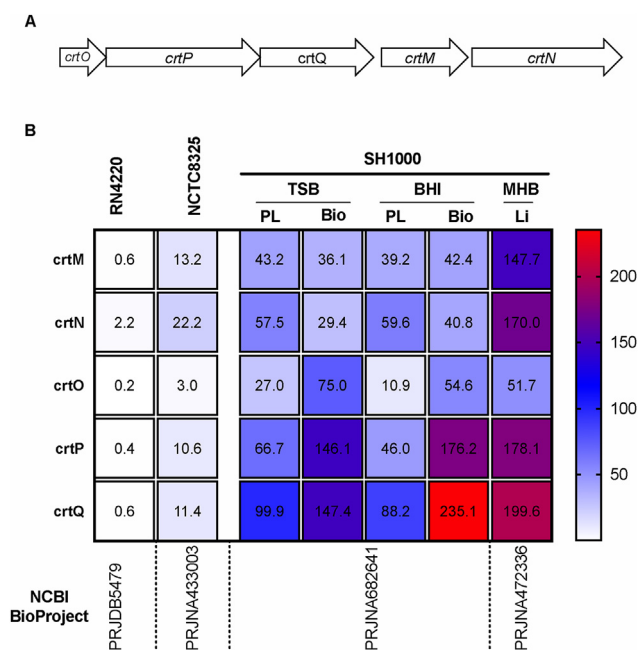 A
crtO crtP crtQ crtM crtN
B
RN4220 NCTC8325 SH1000
TSB BHI MHB
PL Bio PL Bio Li
crtM 0.6 13.2 43.2 36.1 39.2 42.4 147.7
crtN 2.2 22.2 57.5 29.4 59.6 40.8 170.0
crtO 0.2 3.0 27.0 75.0 10.9 54.6 51.7
crtP 0.4 10.6 66.7 146.1 46.0 176.2 178.1
crtQ 0.6 11.4 99.9 147.4 88.2 235.1 199.6
200
150
100
50
NCBI
BioProject
PRJDB5479 PRJNA433003 PRJNA682641 PRJNA472336